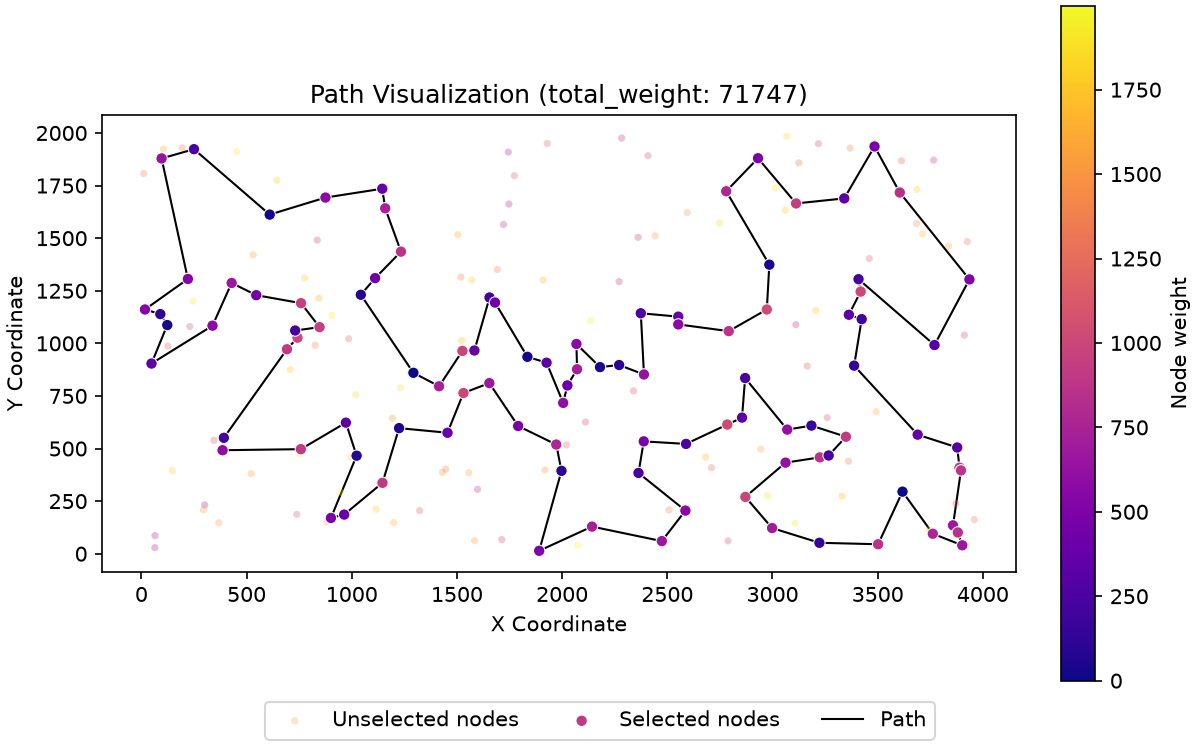 Path Visualization (total_weight: 71747)
2000
1750
1500
1250
1000
750
500
250
0
Y Coordinate
0 500 1000 1500 2000 2500 3000 3500 4000
X Coordinate
1750
1500
1250
1000
750
500
250
0
Node weight
Unselected nodes Selected nodes Path